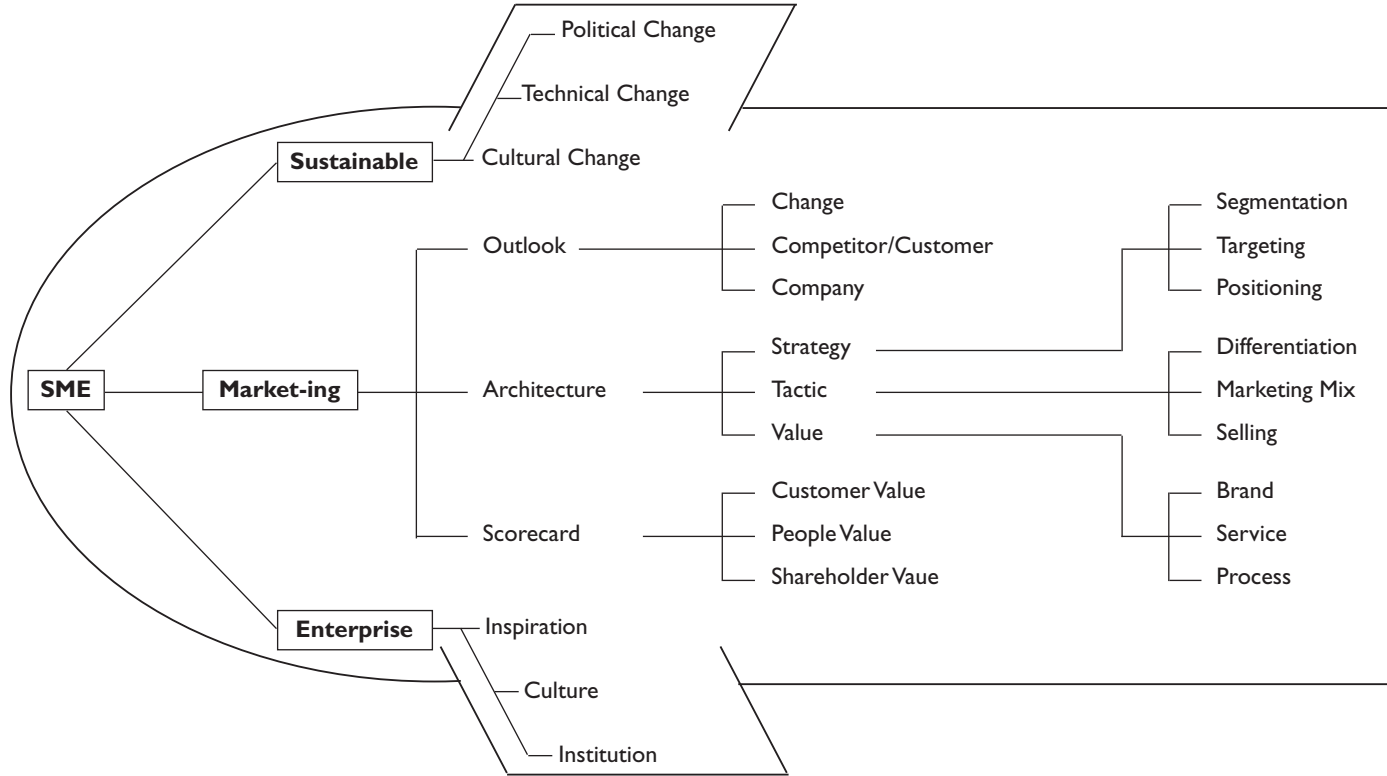 Political Change
Technical Change
Sustainable
Cultural Change
Change
Segmentation
Outlook
Competitor/Customer
Targeting
Company
Positioning
Strategy
Differentiation
SME
Market-ing
Architecture
Tactic
Marketing Mix
Value
Selling
Customer Value
Brand
Scorecard
People Value
Service
Shareholder Vaue
Process
Enterprise
Inspiration
Culture
Institution